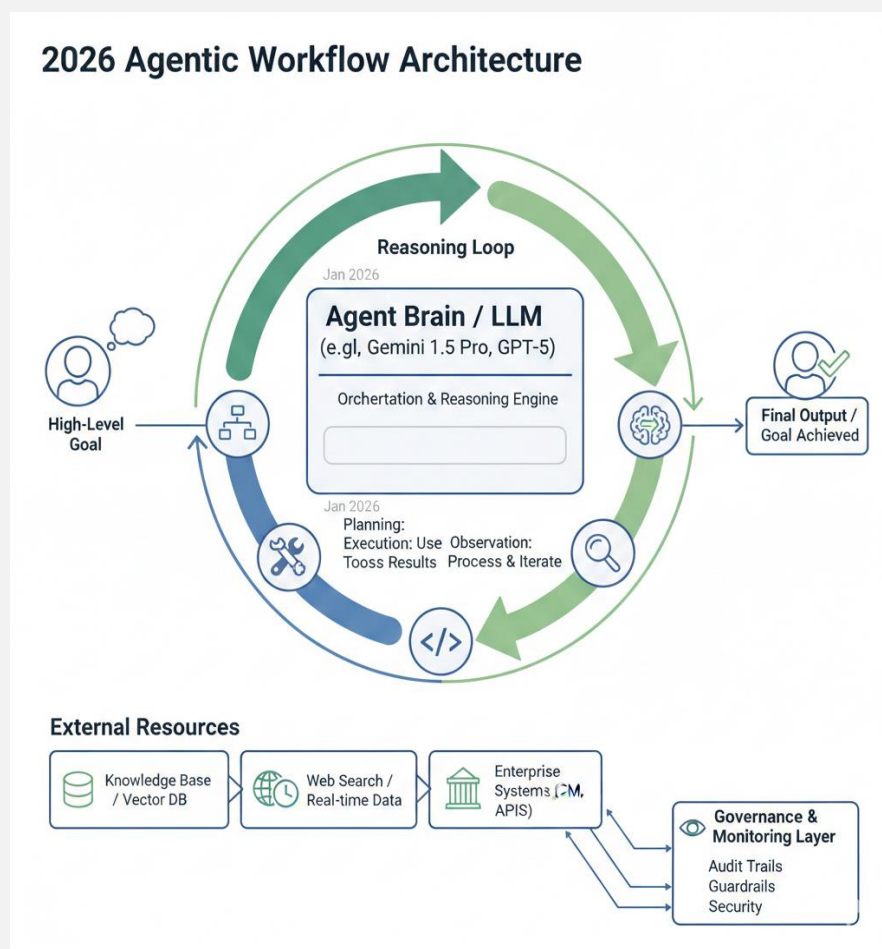 2026 Agentic Workflow Architecture
Reasoning Loop
Jan 2026
Agent Brain / LLM
(e.gl, Gemini 1.5 Pro, GPT-5)
Orchertation & Reasoning Engine
High-Level
Goal
Final Output /
Goal Achieved
</>
Jan 2026
Planning:
Execution: Use Observation:
Tooss Results Process & Iterate
External Resources
Knowledge Base
/ Vector DB
Web Search /
Real-time Data
Enterprise
Systems
APIS)
Governance &
Monitoring Layer
Audit Trails
Guardrails
Security